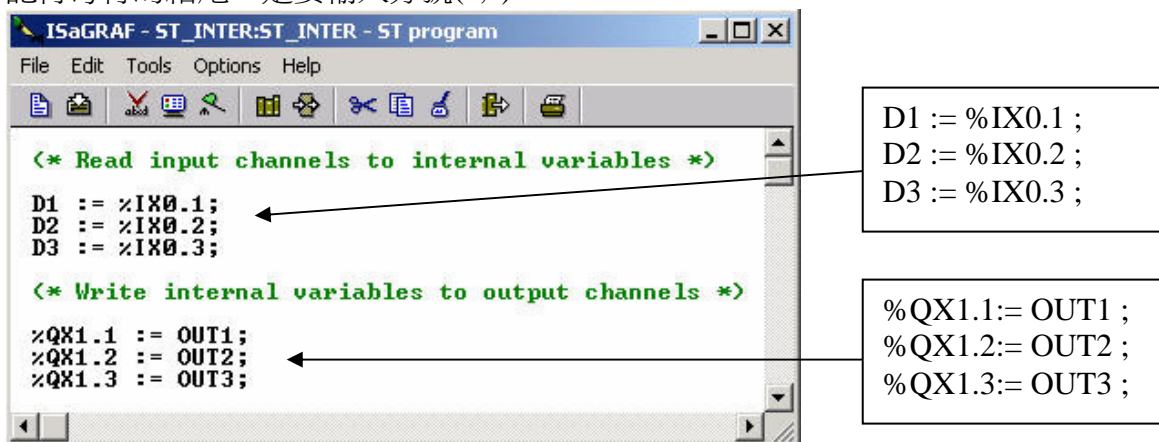 ISaGRAF - ST_INTER:ST_INTER - ST program
File Edit Tools Options Help
(* Read input channels to internal variables *)
D1 := %IX0.1;
D2 := %IX0.2;
D3 := %IX0.3;
(* Write internal variables to output channels *)
%QX1.1 := OUT1;
%QX1.2 := OUT2;
%QX1.3 := OUT3;
D1 := %IX0.1 ;
D2 := %IX0.2 ;
D3 := %IX0.3 ;
%QX1.1:= OUT1 ;
%QX1.2:= OUT2 ;
%QX1.3:= OUT3 ;